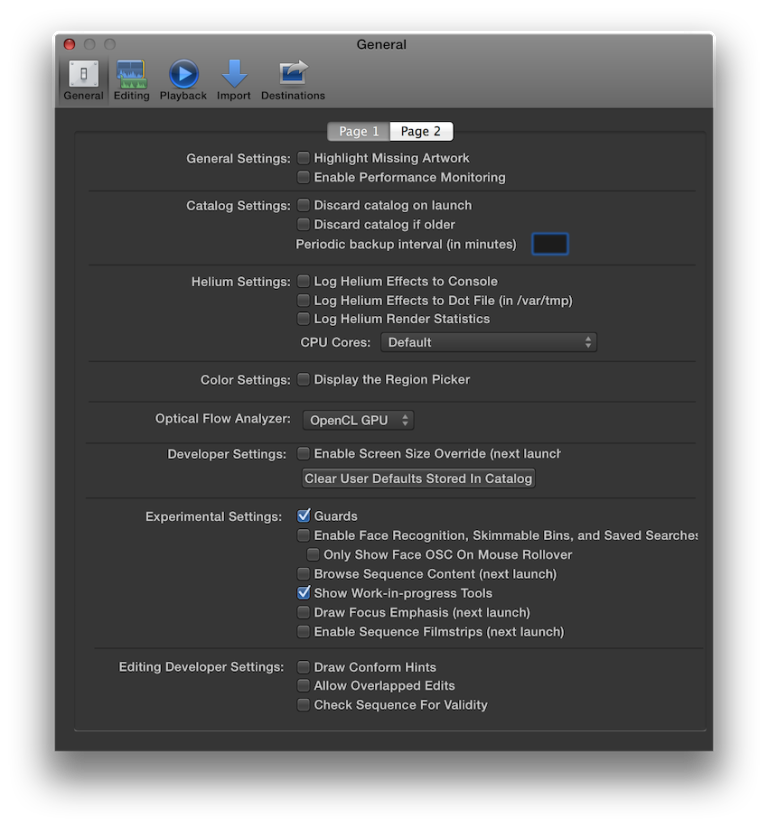 General
General Editing Playback Import Destinations
Page 1 Page 2
General Settings: Highlight Missing Artwork
Enable Performance Monitoring
Catalog Settings: Discard catalog on launch
Discard catalog if older
Periodic backup interval (in minutes)
Helium Settings: Log Helium Effects to Console
Log Helium Effects to Dot File (in /var/tmp)
Log Helium Render Statistics
CPU Cores: Default
Color Settings: Display the Region Picker
Optical Flow Analyzer: OpenCL GPU
Developer Settings: Enable Screen Size Override (next launch
Clear User Defaults Stored In Catalog
Experimental Settings: Guards
Enable Face Recognition, Skimmable Bins, and Saved Searches
Only Show Face OSC On Mouse Rollover
Browse Sequence Content (next launch)
Show Work-in-progress Tools
Draw Focus Emphasis (next launch)
Enable Sequence Filmstrips (next launch)
Editing Developer Settings: Draw Conform Hints
Allow Overlapped Edits
Check Sequence For Validity